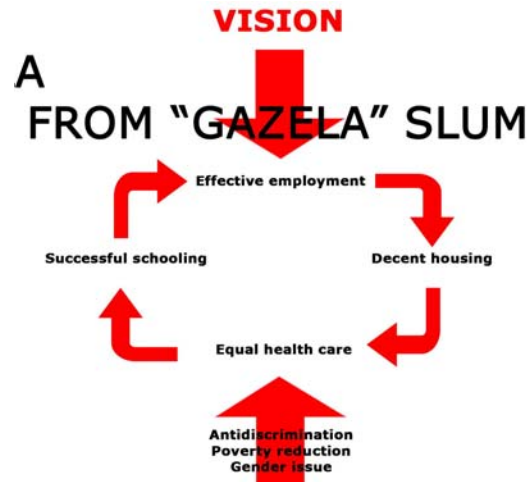 VISION
A
FROM “GAZELA” SLUM
Effective employment
Successful schooling
Decent housing
Equal health care
Antidiscrimination
Poverty reduction
Gender issue